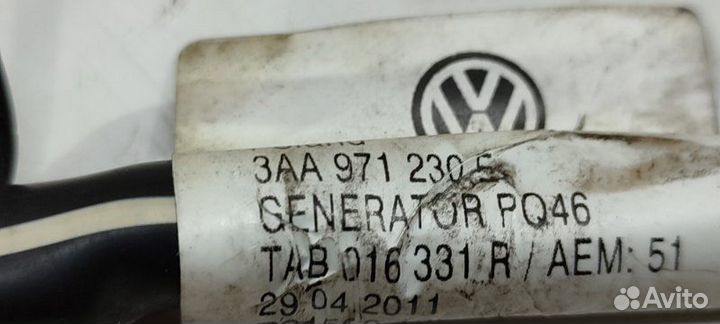 3AA 971 230 E
GENERATOR PQ46
TAB 016 331 R / AEM: 51
29.04.2011
Avito